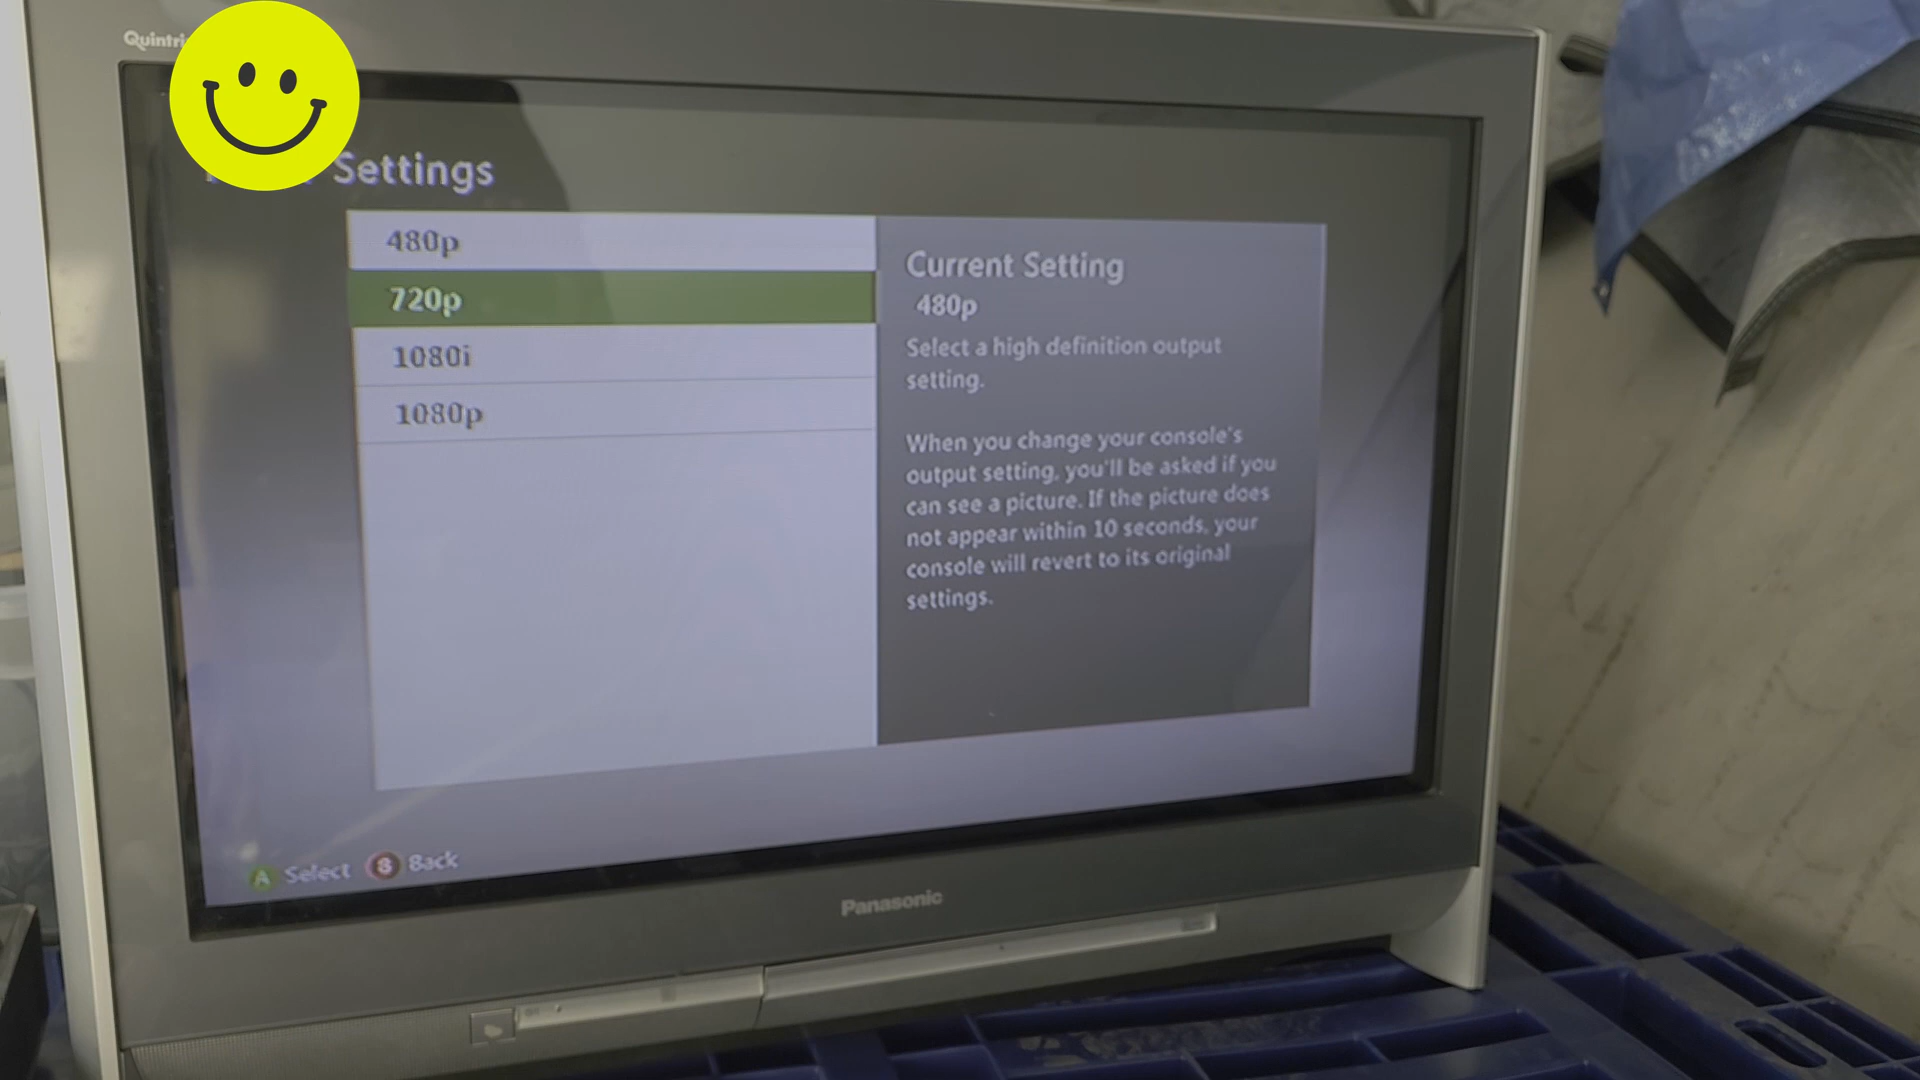 Settings
480p
720p
1080i
1080p
Current Setting
480p
Select a high definition output
setting.
When you change your console's
output setting, you'll be asked if you
can see a picture. If the picture does
not appear within 10 seconds, your
console will revert to its original
settings.
A Select B Back
Panasonic